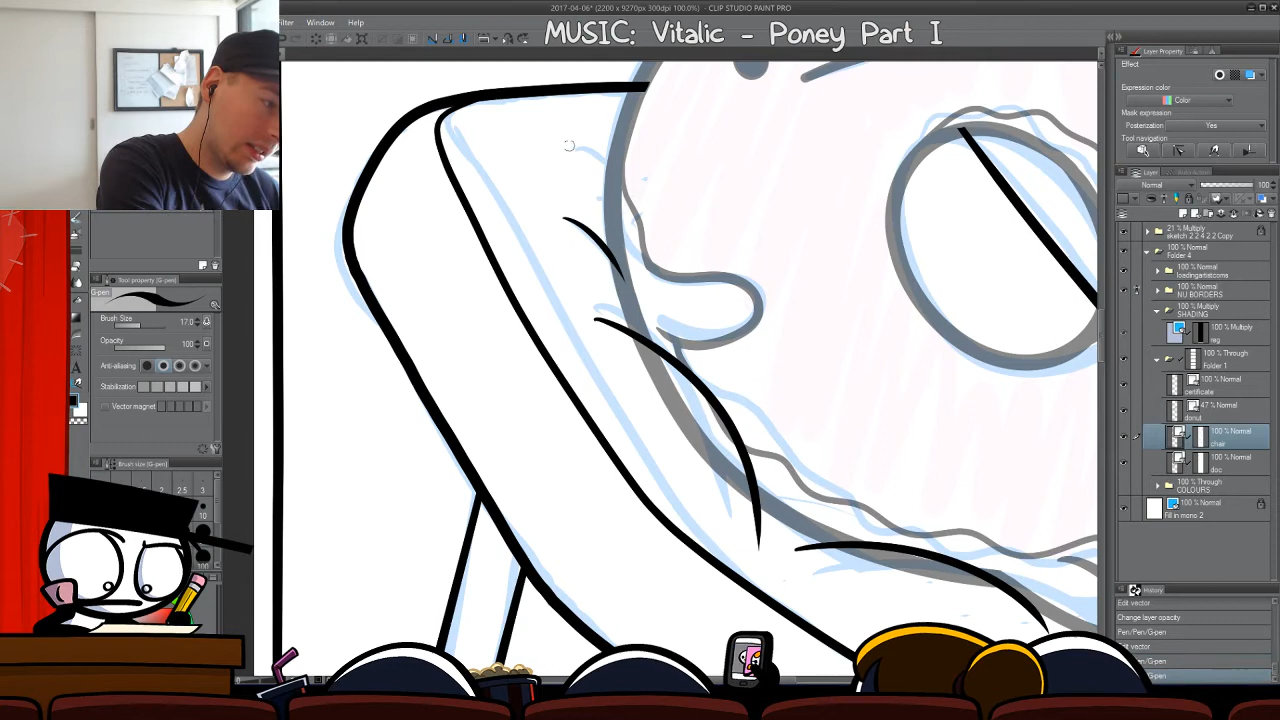 2017-04-06* (2200 x 9270px 300dpi 100.0%) - CLIP STUDIO PAINT PRO
Filter Window Help
MUSIC: Vitalic - Poney Part I
Layer Property
Effect
Expression color
Color
Mask expression
Posterization Yes
Tool navigation
Layer
Normal 100
21 % Multiply
sketch 2 2 4 2 2 Copy
100 % Normal
Folder 4
100 % Normal
loadingartistcoms
100 % Normal
NU BORDERS
100 % Multiply
SHADING
100 % Multiply
reg
100 % Through
Folder 1
100 % Normal
certificate
47 % Normal
donut
100 % Normal
chair
100 % Normal
doc
100 % Through
COLOURS
100 % Normal
Fill in mono 2
History
Edit vector
Change layer opacity
Pen/Pen/G-pen
Edit vector
G-pen
Tool property (G-pen)
G-pen
Brush Size 17.0
Opacity 100
Anti-aliasing
Stabilization
Vector magnet
Brush size (G-pen)
2 2.5 3
10
100